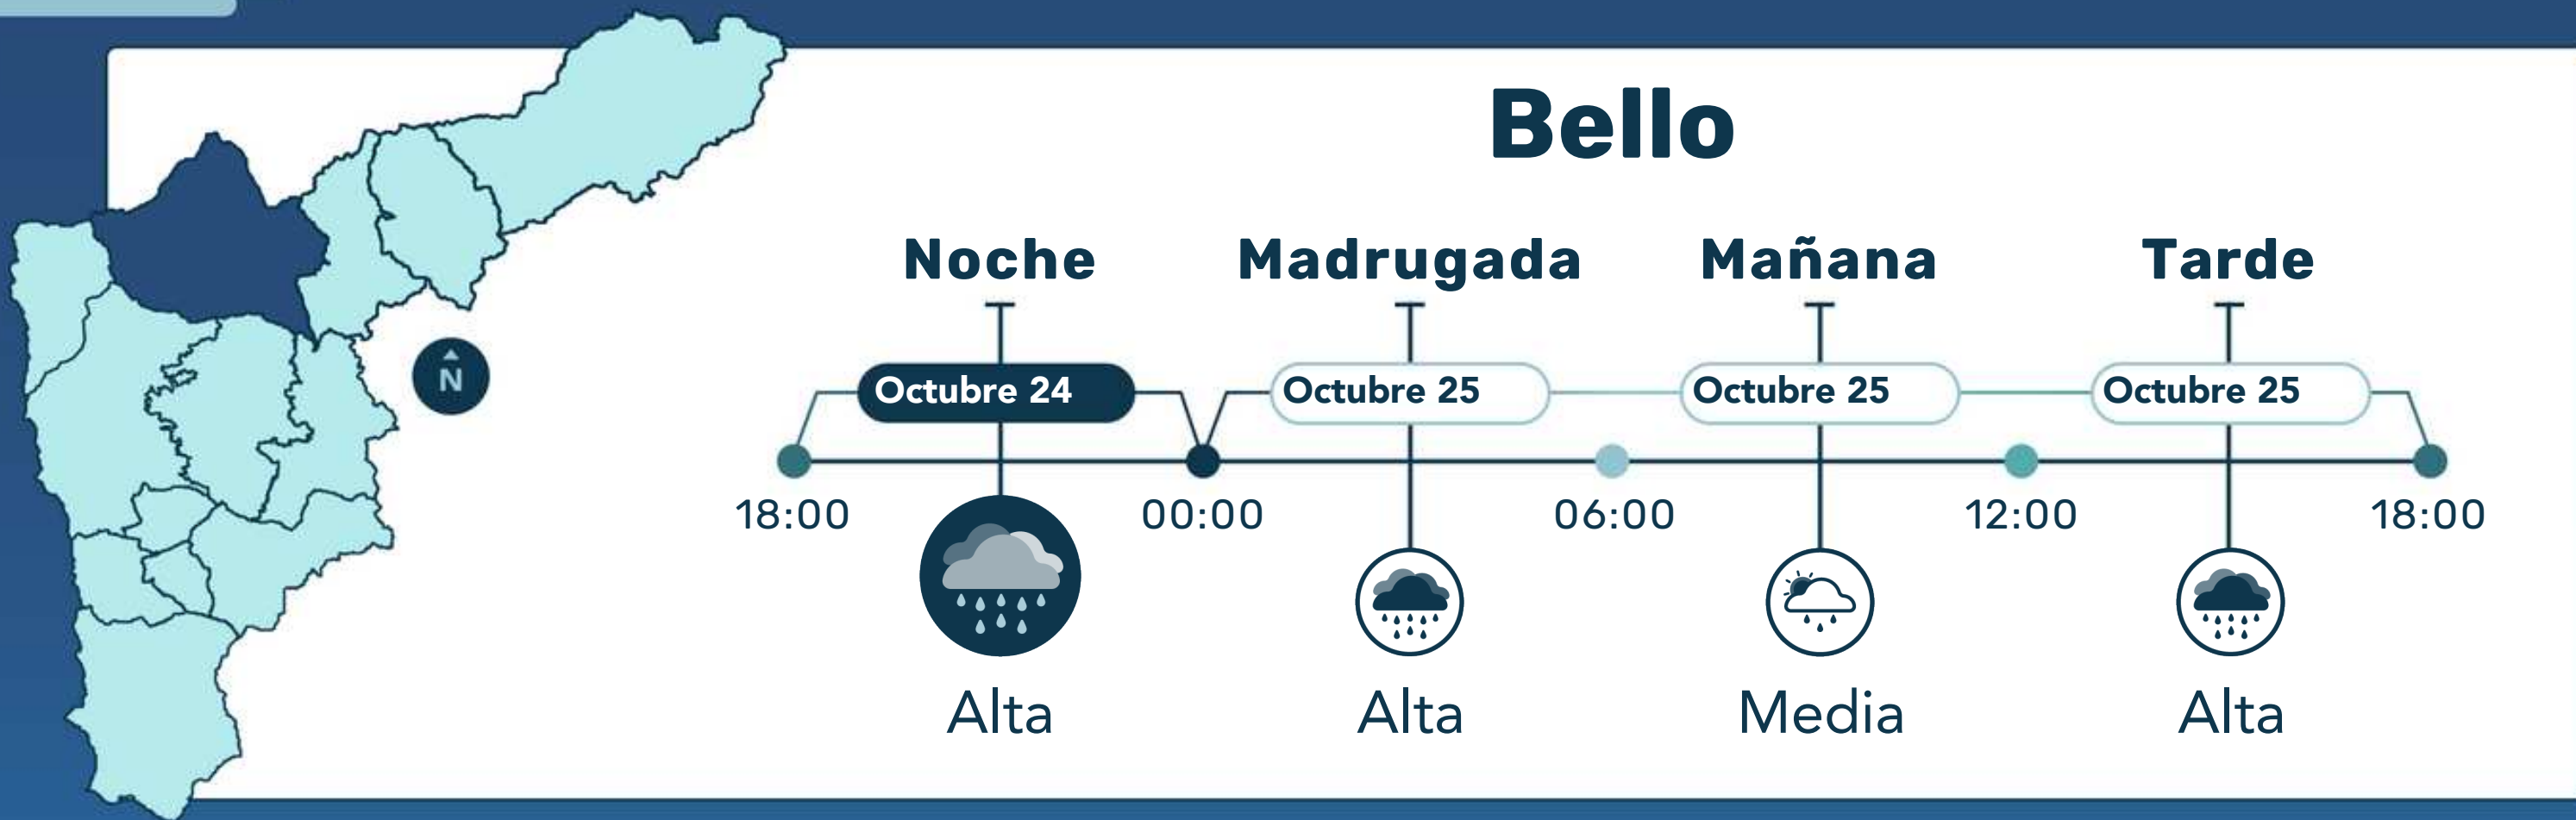 Bello
Noche Madrugada Mañana Tarde
N
Octubre 24 Octubre 25 Octubre 25 Octubre 25
18:00 00:00 06:00 12:00 18:00
Alta Alta Media Alta